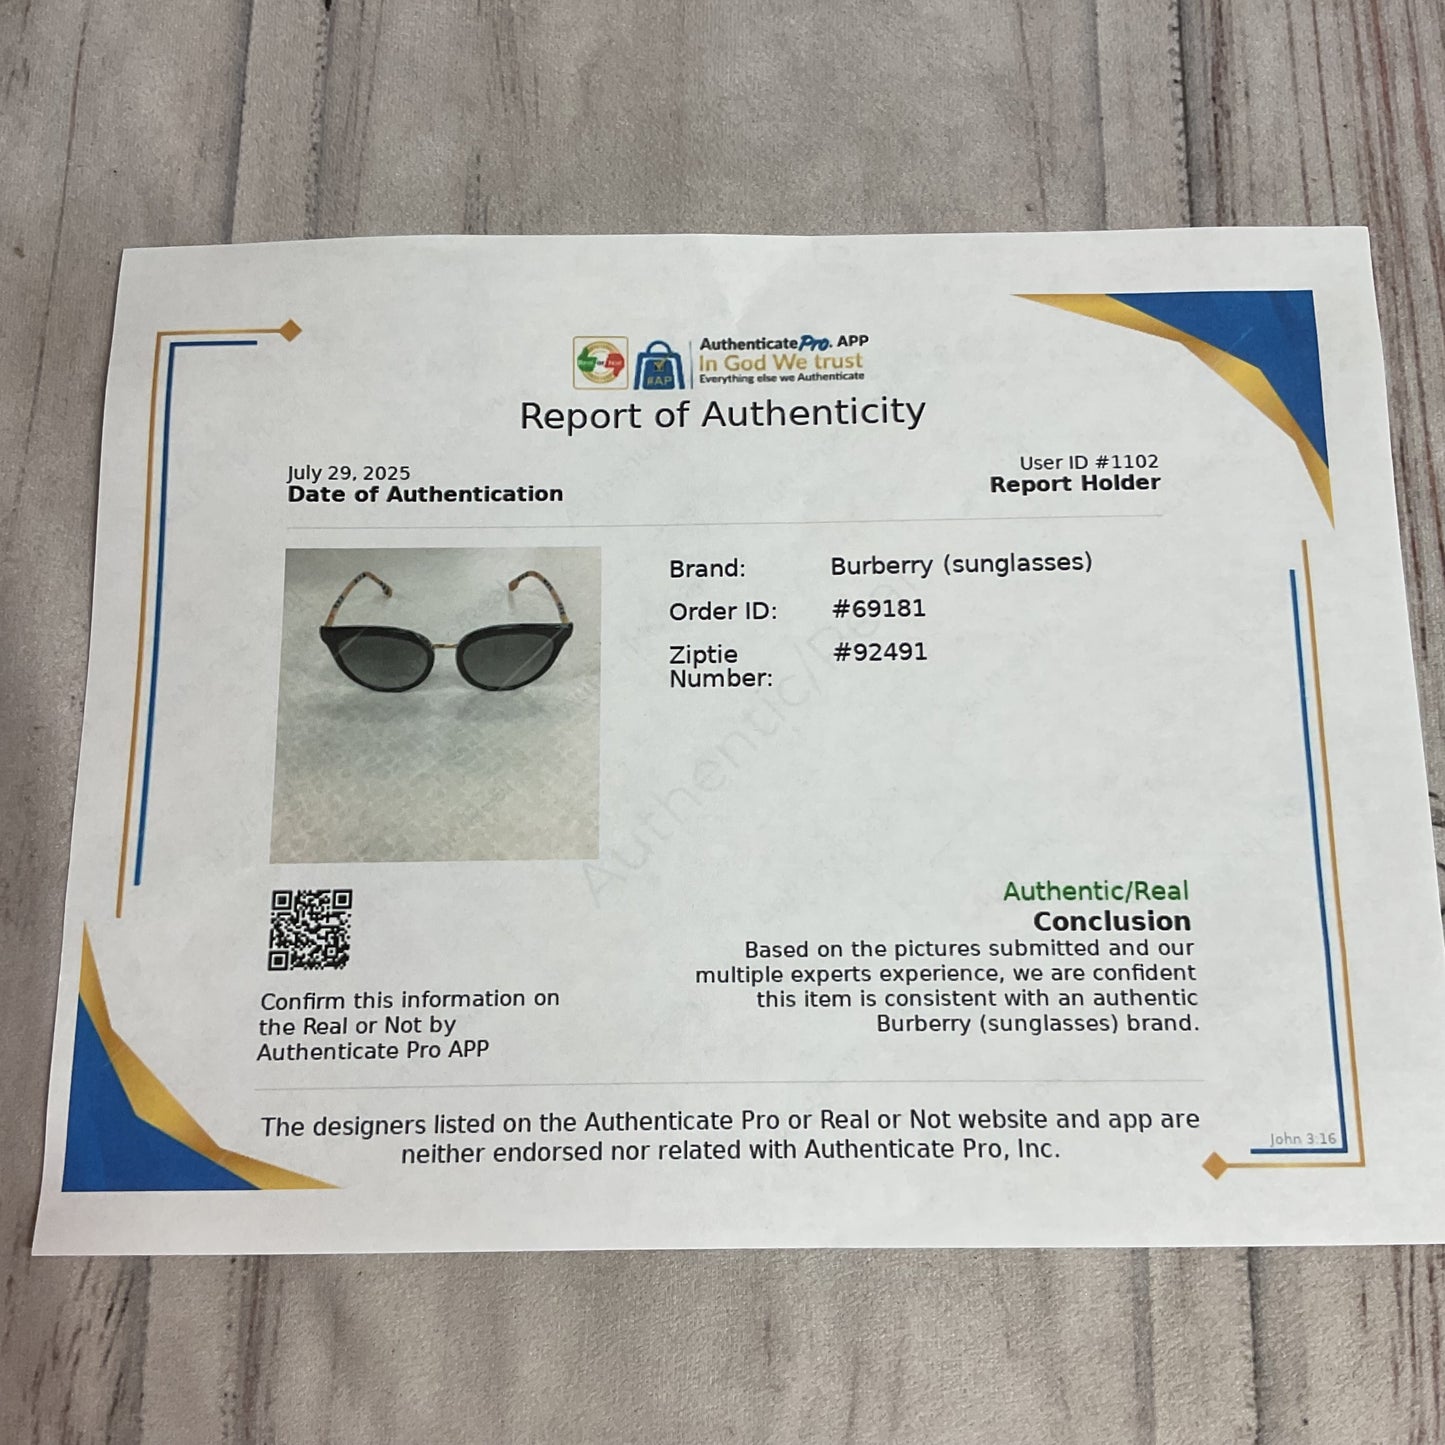 AuthenticatePro. APP
In God We trust
#AP
Everything else we Authenticate
Report of Authenticity
July 29, 2025
Date of Authentication
User ID #1102
Report Holder
Brand: Burberry (sunglasses)
Order ID: #69181
Ziptie Number: #92491
Authentic/Real
Authentic/Real
Conclusion
Based on the pictures submitted and our
multiple experts experience, we are confident
this item is consistent with an authentic
Burberry (sunglasses) brand.
Confirm this information on
the Real or Not by
Authenticate Pro APP
The designers listed on the Authenticate Pro or Real or Not website and app are
neither endorsed nor related with Authenticate Pro, Inc.
John 3:16